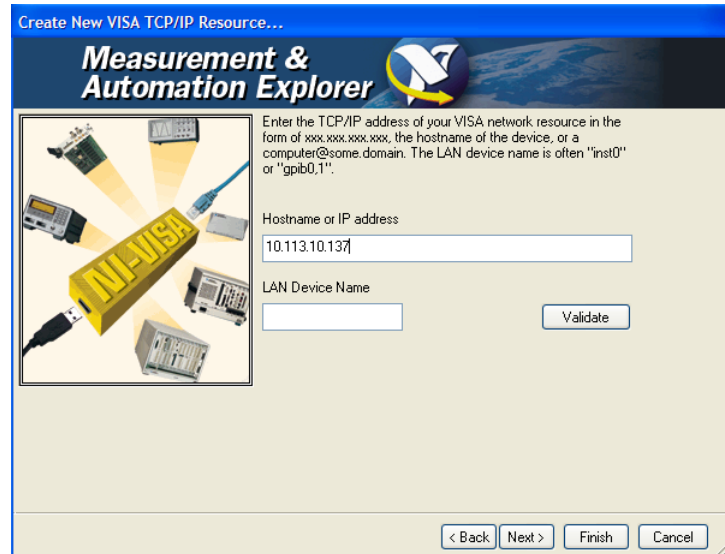 Create New VISA TCP/IP Resource...
Measurement &
Automation Explorer
Enter the TCP/IP address of your VISA network resource in the
form of xxx.xxx.xxx.xxx, the hostname of the device, or a
computer@some.domain. The LAN device name is often "inst0"
or "gpib0,1".
NI-VISA
Hostname or IP address
10.113.10.137
LAN Device Name
Validate
< Back Next > Finish Cancel